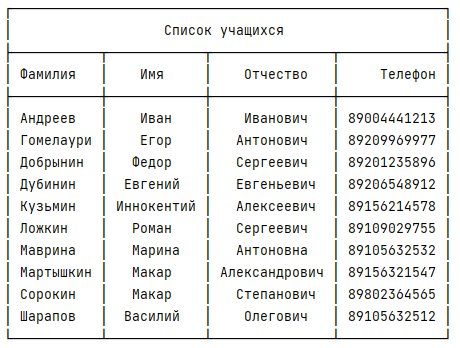 Список учащихся
Фамилия Имя Отчество Телефон
Андреев Иван Иванович 89004441213
Гомелаури Егор Антонович 89209969977
Добрынин Федор Сергеевич 89201235896
Дубинин Евгений Евгеньевич 89206548912
Кузьмин Иннокентий Алексеевич 89156214578
Ложкин Роман Сергеевич 89109029755
Маврина Марина Антоновна 89105632532
Мартышкин Макар Александрович 89156321547
Сорокин Макар Степанович 89802364565
Шарапов Василий Олегович 89105632512